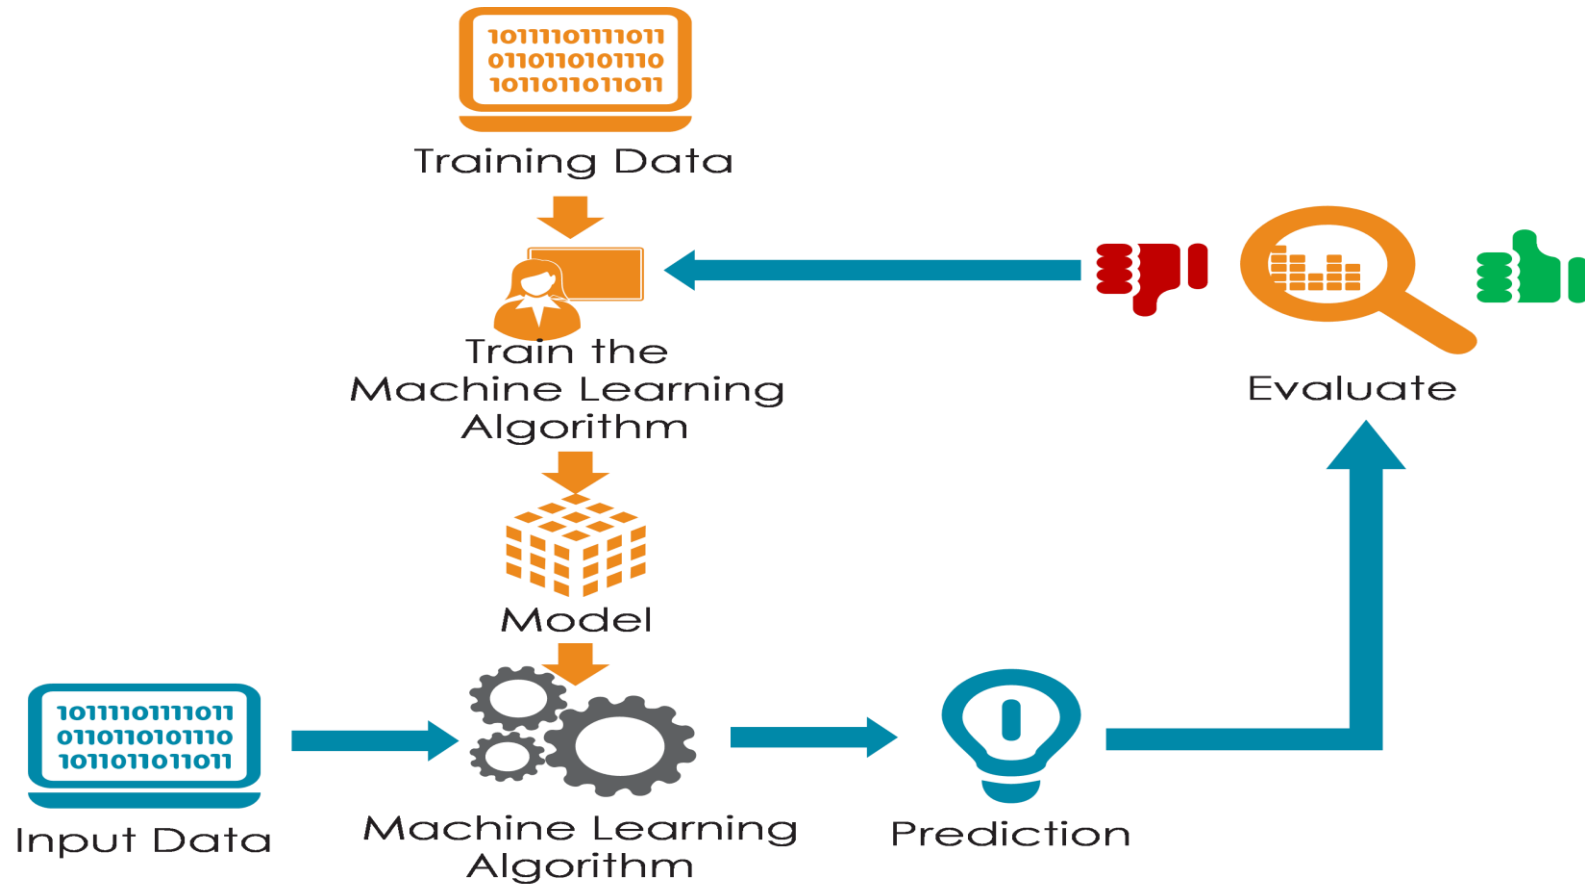 1011110111011
0110110101110
1011011011011
Training Data
Train the
Machine Learning
Algorithm
Evaluate
Model
1011110111011
0110110101110
1011011011011
Input Data
Machine Learning
Algorithm
Prediction